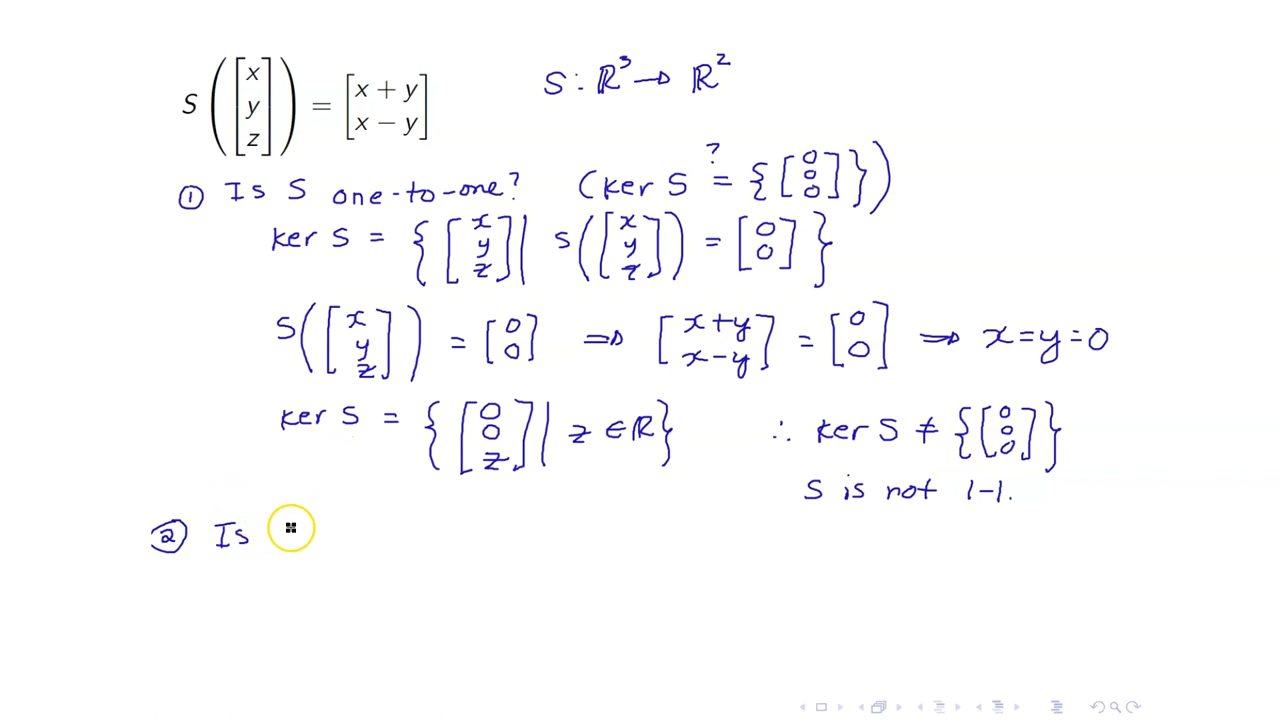 S([x y z]) = [x + y x − y] S : ℝ³ → ℝ²
① Is S one-to-one? (ker S ?= {[0 0 0]})
ker S = {[x y z] | S([x y z]) = [0 0]}
S([x y z]) = [0 0] ⇒ [x+y x−y] = [0 0] ⇒ x=y=0
ker S = {[0 0 z] | z ∈ ℝ} ∴ ker S ≠ {[0 0 0]}
S is not 1-1.
② Is